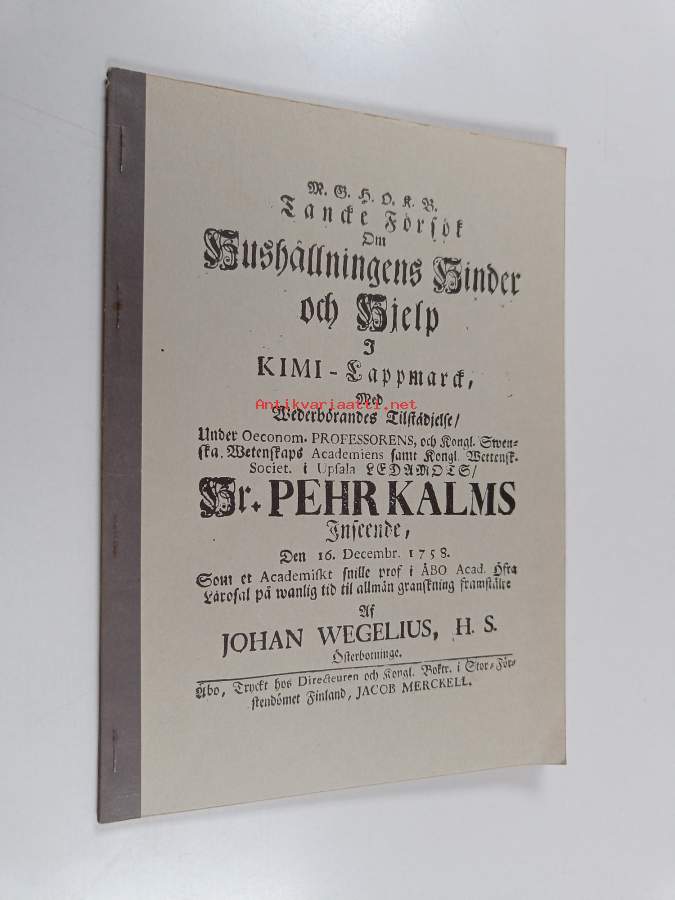 M. G. H. O. K. B.
Tancke Försök
Om
Hushållningens Hinder
och Hjelp
I
KIMI-Lappmarck,
Med
Antikvariaatti.net
Wederbörandes Tilstådjelse/
Under Oeconom. PROFESSORENS, och Kongl. Swen-
ska. Wetenskaps Academiens samt Kongl. Wettensk.
Societ. i Upsala LEDAMOTS/
Hr. PEHR KALMS
Inseende,
Den 16. Decembr. 1758.
Som et Academiskt snille prof i ÅBO Acad. Öfra
Lärosal på wanlig tid til allmän granskning framstält
Af
JOHAN WEGELIUS, H. S.
Österbotninge.
Åbo, Tryckt hos Directeuren och Kongl. Boktr. i Stor-För-
stendömet Finland, JACOB MERCKELL.